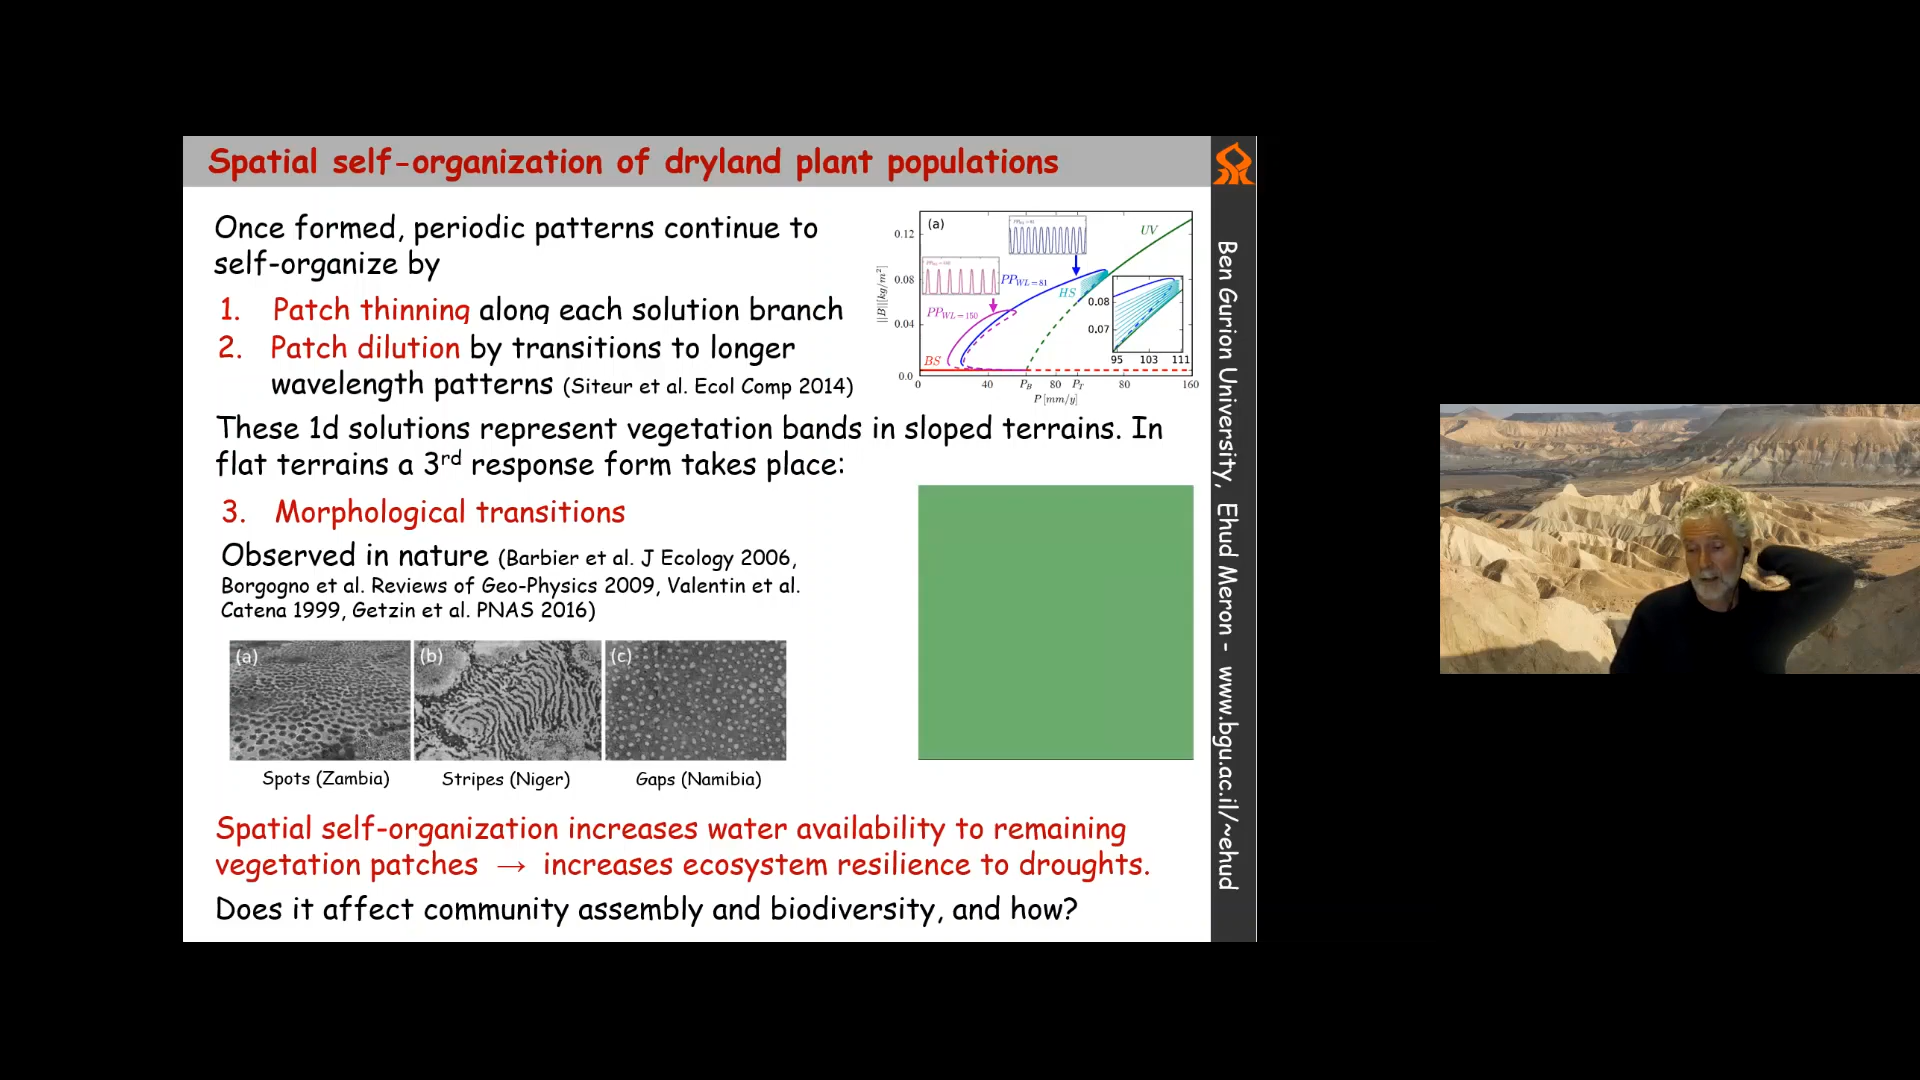 Spatial self-organization of dryland plant populations
Once formed, periodic patterns continue to
self-organize by
1. Patch thinning along each solution branch
2. Patch dilution by transitions to longer
wavelength patterns (Siteur et al. Ecol Comp 2014)
(a)
UV
0.12
0.08
0.04
0.0
||B||[kg/m²]
PP_{WL=81}
HS
PP_{WL=150}
BS
0.08
0.07
95 103 111
0 40 P_B 80 P_T 80 160
P [mm/y]
These 1d solutions represent vegetation bands in sloped terrains. In
flat terrains a 3rd response form takes place:
3. Morphological transitions
Observed in nature (Barbier et al. J Ecology 2006,
Borgogno et al. Reviews of Geo-Physics 2009, Valentin et al.
Catena 1999, Getzin et al. PNAS 2016)
(a) (b) (c)
Spots (Zambia) Stripes (Niger) Gaps (Namibia)
Spatial self-organization increases water availability to remaining
vegetation patches → increases ecosystem resilience to droughts.
Does it affect community assembly and biodiversity, and how?
Ben Gurion University, Ehud Meron - www.bgu.ac.il/~ehud